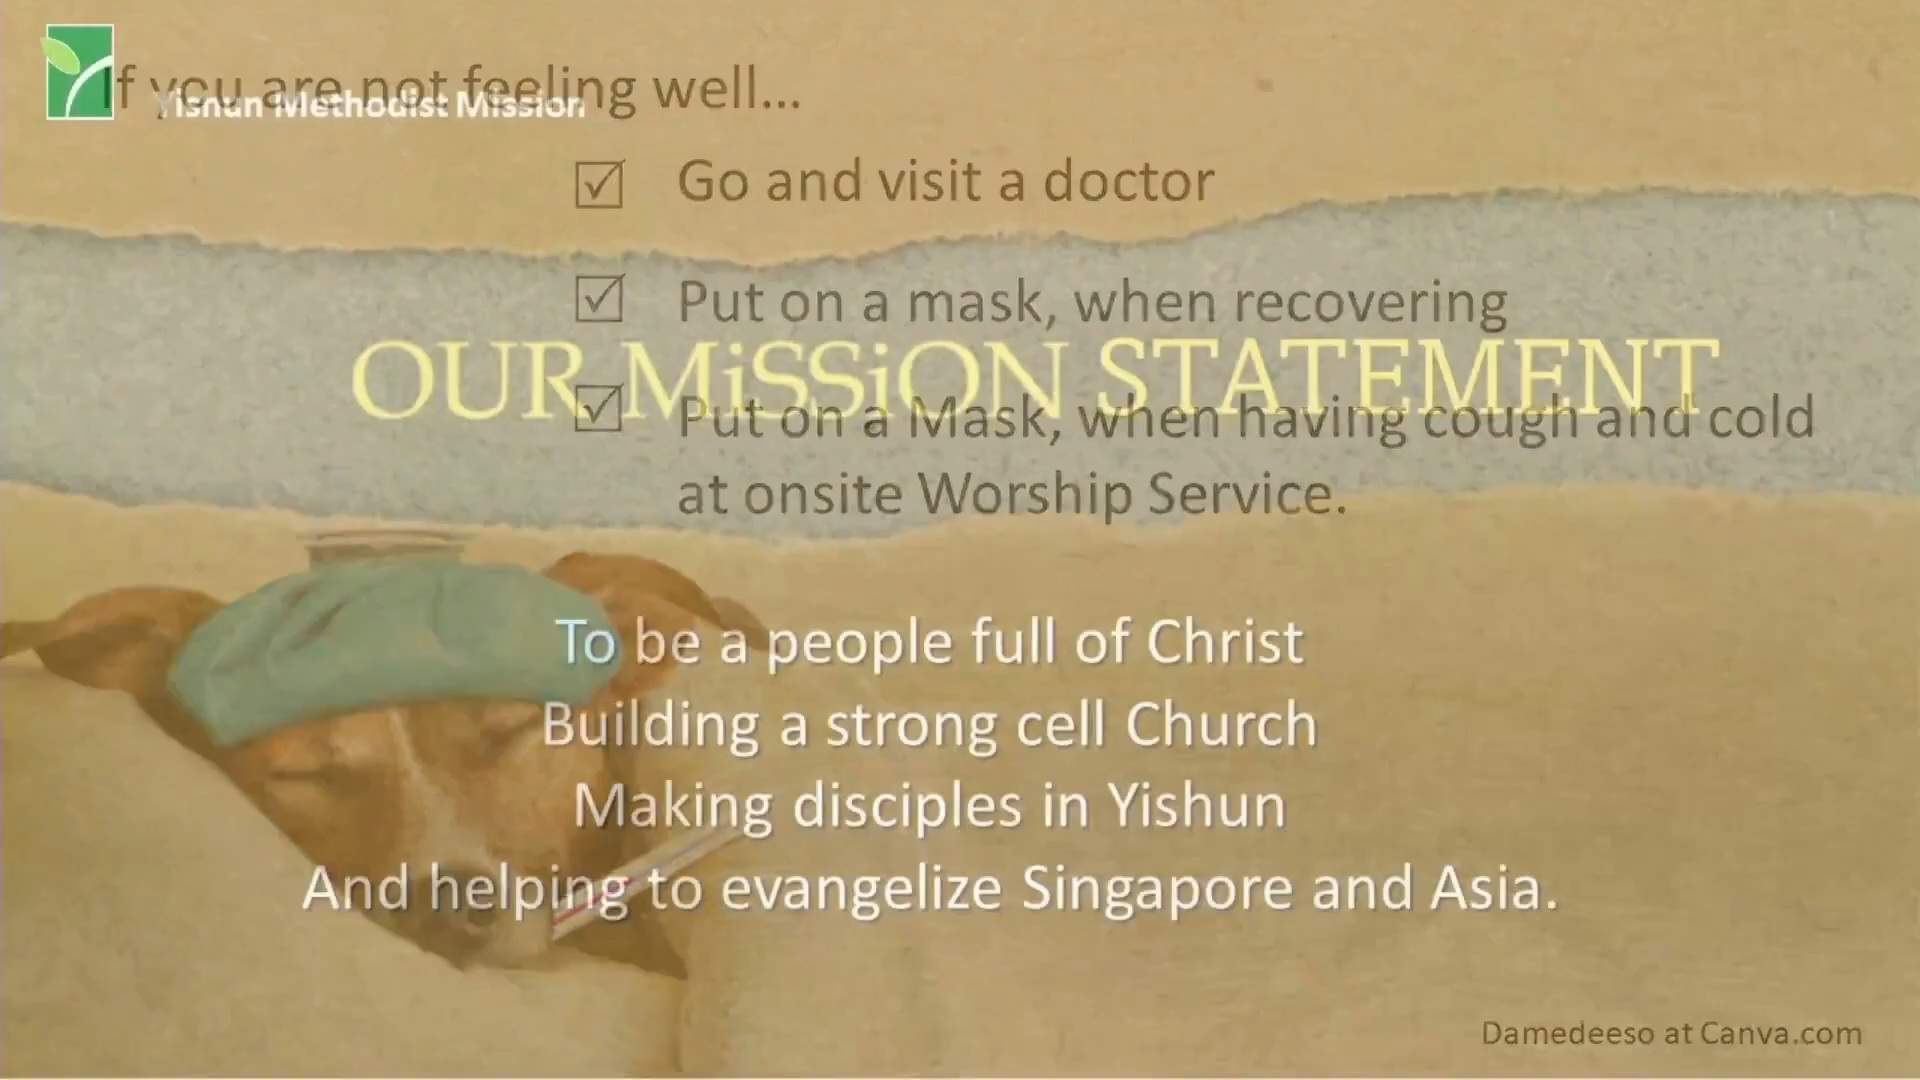 If you are not feeling well...
Yishun Methodist Mission
Go and visit a doctor
Put on a mask, when recovering
OUR MiSSiON STATEMENT
Put on a Mask, when having cough and cold
at onsite Worship Service.
To be a people full of Christ
Building a strong cell Church
Making disciples in Yishun
And helping to evangelize Singapore and Asia.
Damedeeso at Canva.com